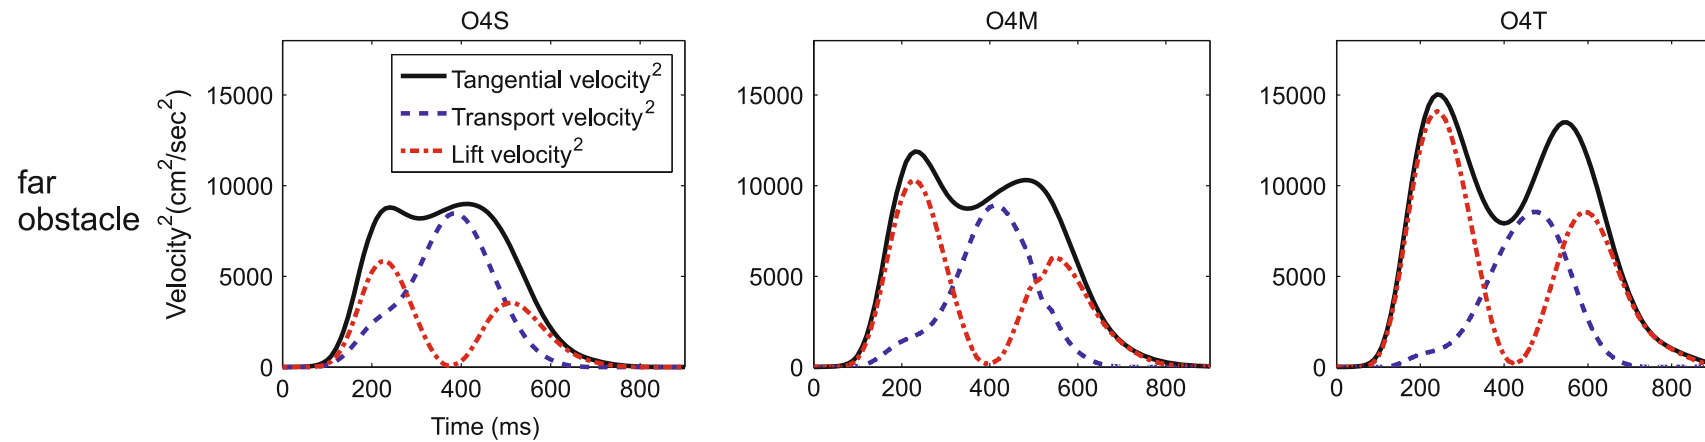 O4S
O4M
O4T
far
obstacle
Velocity²(cm²/sec²)
15000
10000
5000
0
Tangential velocity²
Transport velocity²
Lift velocity²
0 200 400 600 800
Time (ms)
15000
10000
5000
0
0 200 400 600 800
15000
10000
5000
0
0 200 400 600 800